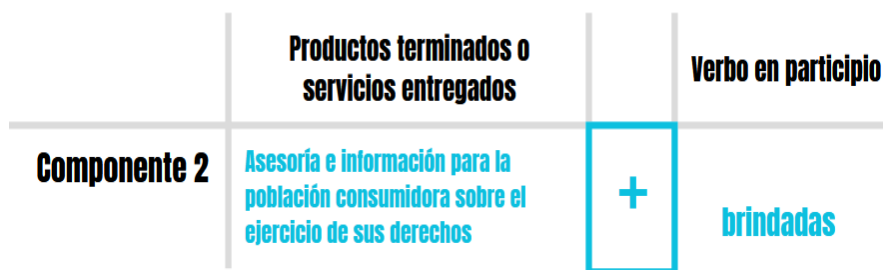 Productos terminados o
servicios entregados
Verbo en participio
Componente 2
Asesoría e información para la
población consumidora sobre el
ejercicio de sus derechos
+
brindadas